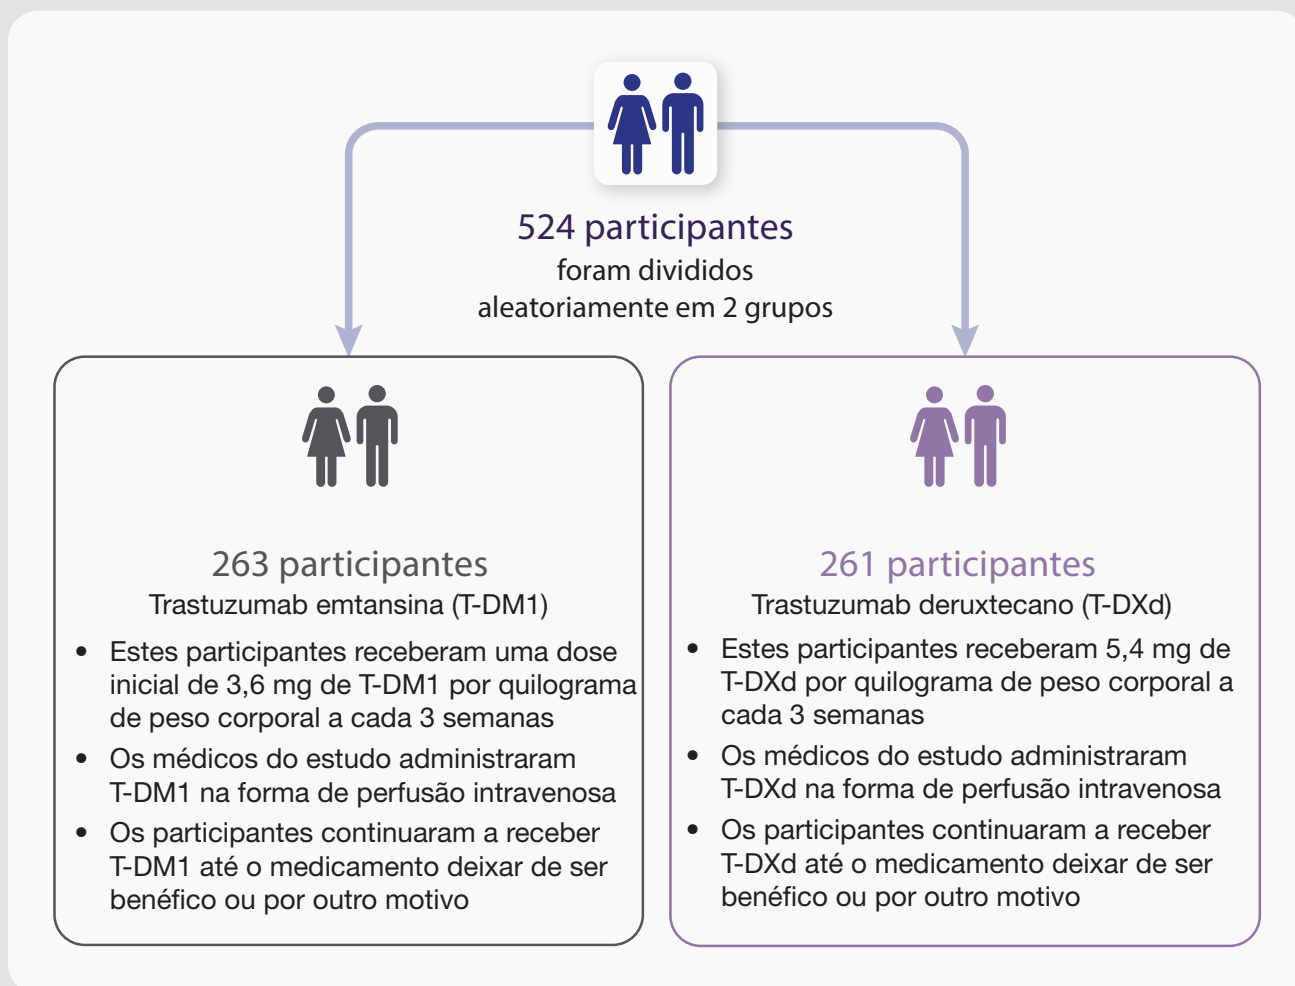 524 participantes
foram divididos
aleatoriamente em 2 grupos
263 participantes
Trastuzumab emtansina (T-DM1)
• Estes participantes receberam uma dose
inicial de 3,6 mg de T-DM1 por quilograma
de peso corporal a cada 3 semanas
• Os médicos do estudo administraram
T-DM1 na forma de perfusão intravenosa
• Os participantes continuaram a receber
T-DM1 até o medicamento deixar de ser
benéfico ou por outro motivo
261 participantes
Trastuzumab deruxtecano (T-DXd)
• Estes participantes receberam 5,4 mg de
T-DXd por quilograma de peso corporal a
cada 3 semanas
• Os médicos do estudo administraram
T-DXd na forma de perfusão intravenosa
• Os participantes continuaram a receber
T-DXd até o medicamento deixar de ser
benéfico ou por outro motivo